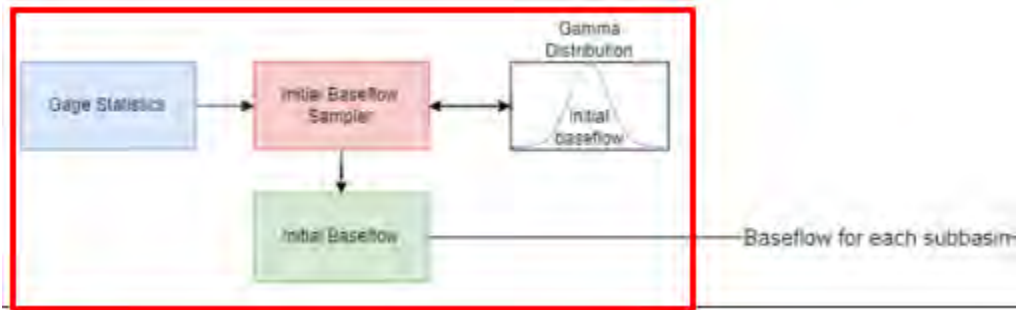 Gamma
Distribution
Gage Statistics
Initial Baseflow
Sampler
Initial
baseflow
Initial Baseflow
Baseflow for each subbasin